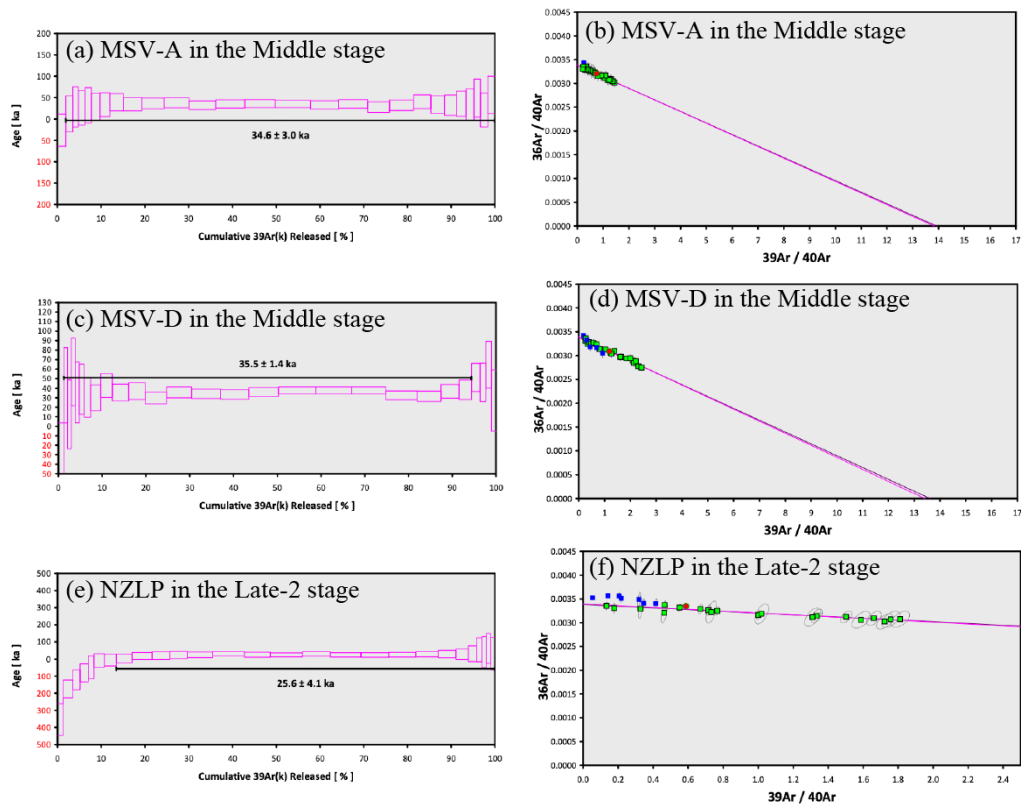 (a) MSV-A in the Middle stage
Age [ ka ]
200
150
100
50
0
50
100
150
200
34.6 ± 3.0 ka
0 10 20 30 40 50 60 70 80 90 100
Cumulative 39Ar(k) Released [ % ]
(b) MSV-A in the Middle stage
36Ar / 40Ar
0.0045
0.0040
0.0035
0.0030
0.0025
0.0020
0.0015
0.0010
0.0005
0.0000
0 1 2 3 4 5 6 7 8 9 10 11 12 13 14 15 16 17
39Ar / 40Ar
(c) MSV-D in the Middle stage
Age [ ka ]
130
120
110
100
90
80
70
60
50
40
30
20
10
0
10
20
30
40
50
35.5 ± 1.4 ka
0 10 20 30 40 50 60 70 80 90 100
Cumulative 39Ar(k) Released [ % ]
(d) MSV-D in the Middle stage
36Ar / 40Ar
0.0045
0.0040
0.0035
0.0030
0.0025
0.0020
0.0015
0.0010
0.0005
0.0000
0 1 2 3 4 5 6 7 8 9 10 11 12 13 14 15 16 17
39Ar / 40Ar
(e) NZLP in the Late-2 stage
Age [ ka ]
500
400
300
200
100
0
100
200
300
400
500
25.6 ± 4.1 ka
0 10 20 30 40 50 60 70 80 90 100
Cumulative 39Ar(k) Released [ % ]
(f) NZLP in the Late-2 stage
36Ar / 40Ar
0.0045
0.0040
0.0035
0.0030
0.0025
0.0020
0.0015
0.0010
0.0005
0.0000
0.0 0.2 0.4 0.6 0.8 1.0 1.2 1.4 1.6 1.8 2.0 2.2 2.4
39Ar / 40Ar